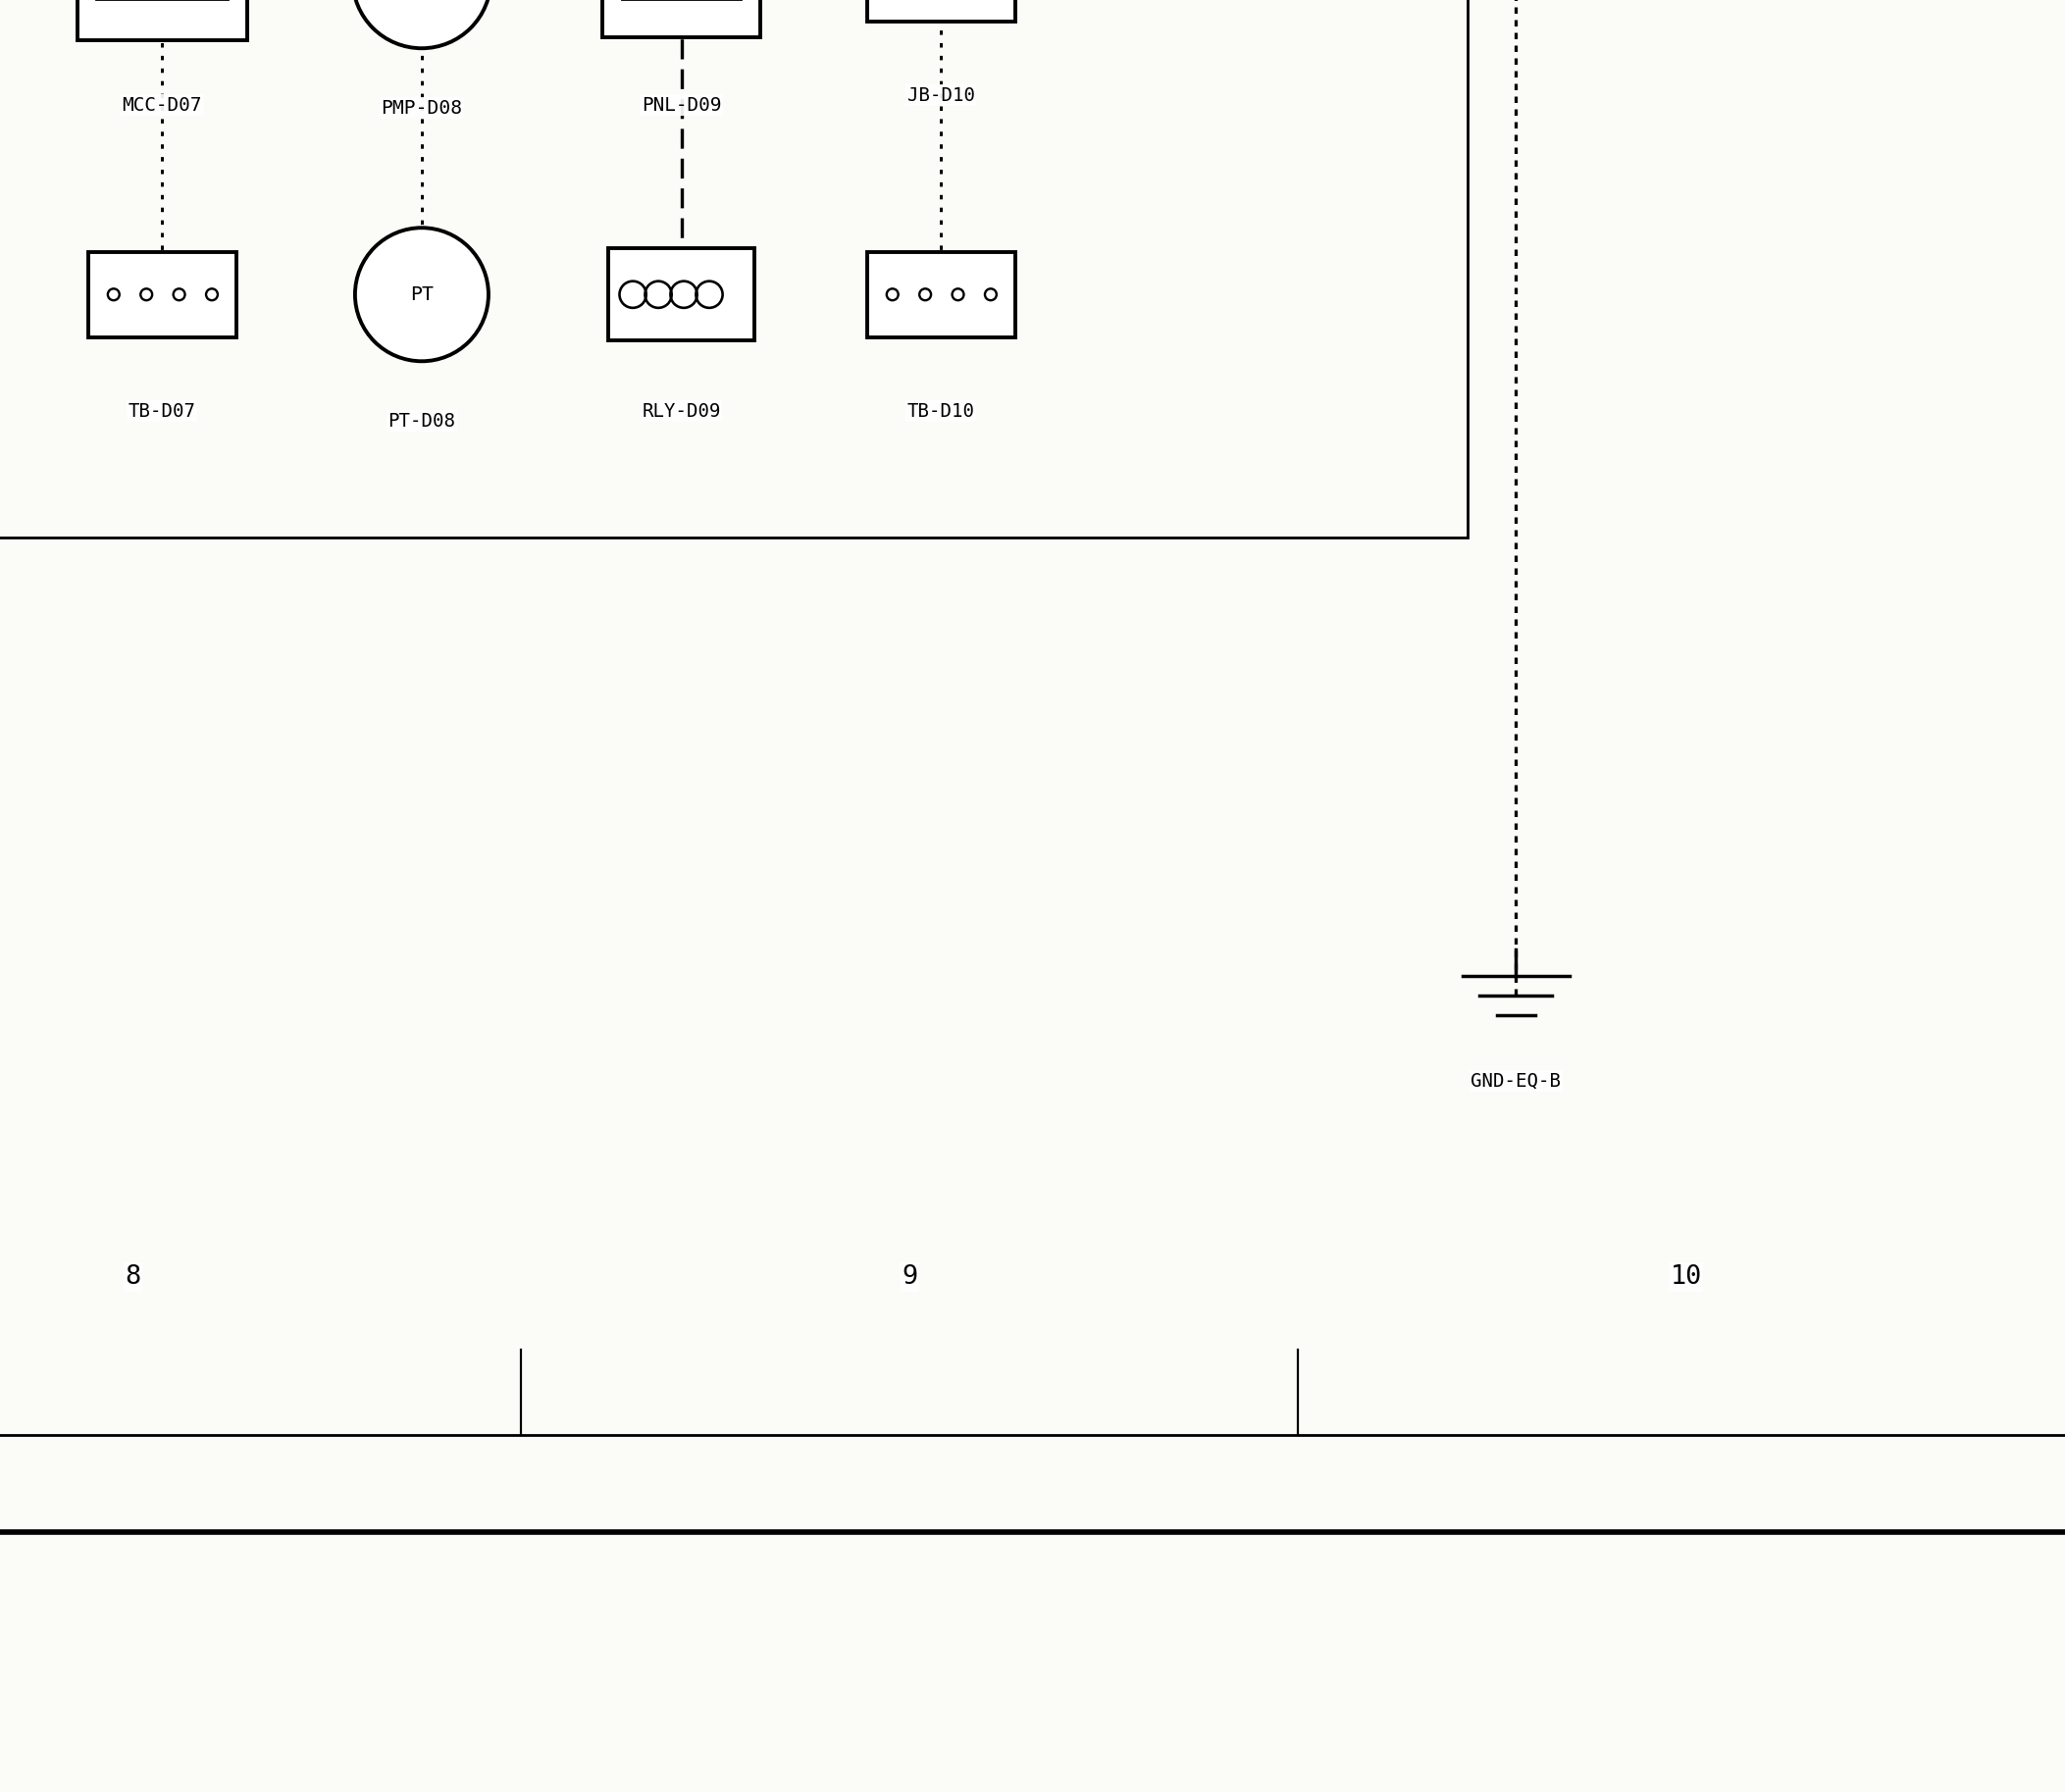 MCC-D07
PMP-D08
PNL-D09
JB-D10
PT
TB-D07
PT-D08
RLY-D09
TB-D10
GND-EQ-B
8
9
10